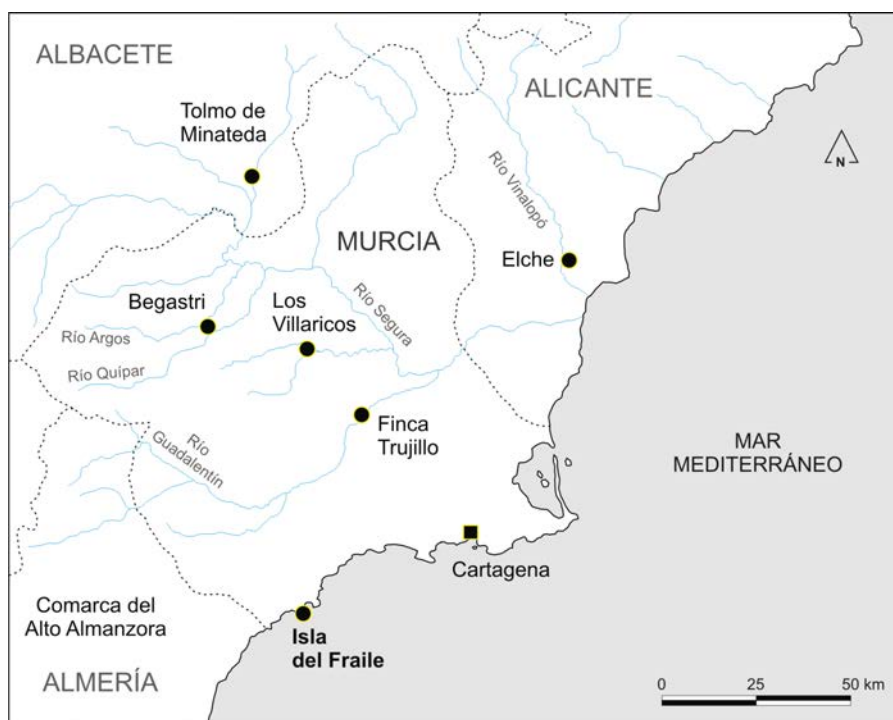 ALBACETE
ALICANTE
Tolmo de
Minateda
N
Río Vinalopó
MURCIA
Elche
Begastri
Los
Villaricos
Río Segura
Río Argos
Río Quipar
Finca
Trujillo
Río
Guadalentín
MAR
MEDITERRÁNEO
Cartagena
Comarca del
Alto Almanzora
Isla
del Fraile
ALMERÍA
0 25 50 km